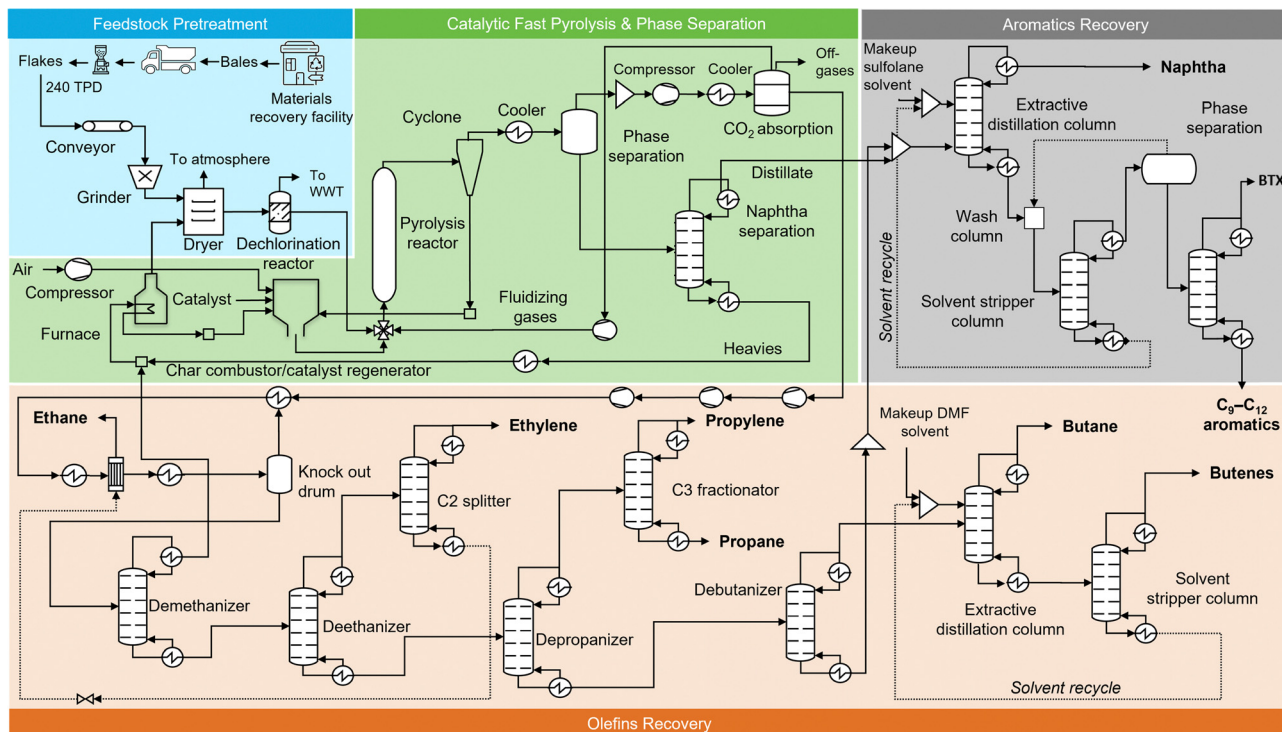 Feedstock Pretreatment
Flakes
240 TPD
Bales
Materials
recovery facility
Conveyor
Grinder
To atmosphere
To
WWT
Dryer
Dechlorination
reactor
Catalytic Fast Pyrolysis & Phase Separation
Cyclone
Cooler
Compressor
Cooler
Off-
gases
CO₂ absorption
Phase
separation
Distillate
Naphtha
separation
Pyrolysis
reactor
Air
Compressor
Catalyst
Furnace
Fluidizing
gases
Heavies
Char combustor/catalyst regenerator
Aromatics Recovery
Makeup
sulfolane
solvent
Naphtha
Extractive
distillation column
Phase
separation
BTX
Wash
column
Solvent recycle
Solvent stripper
column
C₉–C₁₂
aromatics
Ethane
Knock out
drum
Ethylene
C2 splitter
Propylene
C3 fractionator
Propane
Demethanizer
Deethanizer
Depropanizer
Debutanizer
Makeup DMF
solvent
Butane
Butenes
Extractive
distillation column
Solvent
stripper column
Solvent recycle
Olefins Recovery